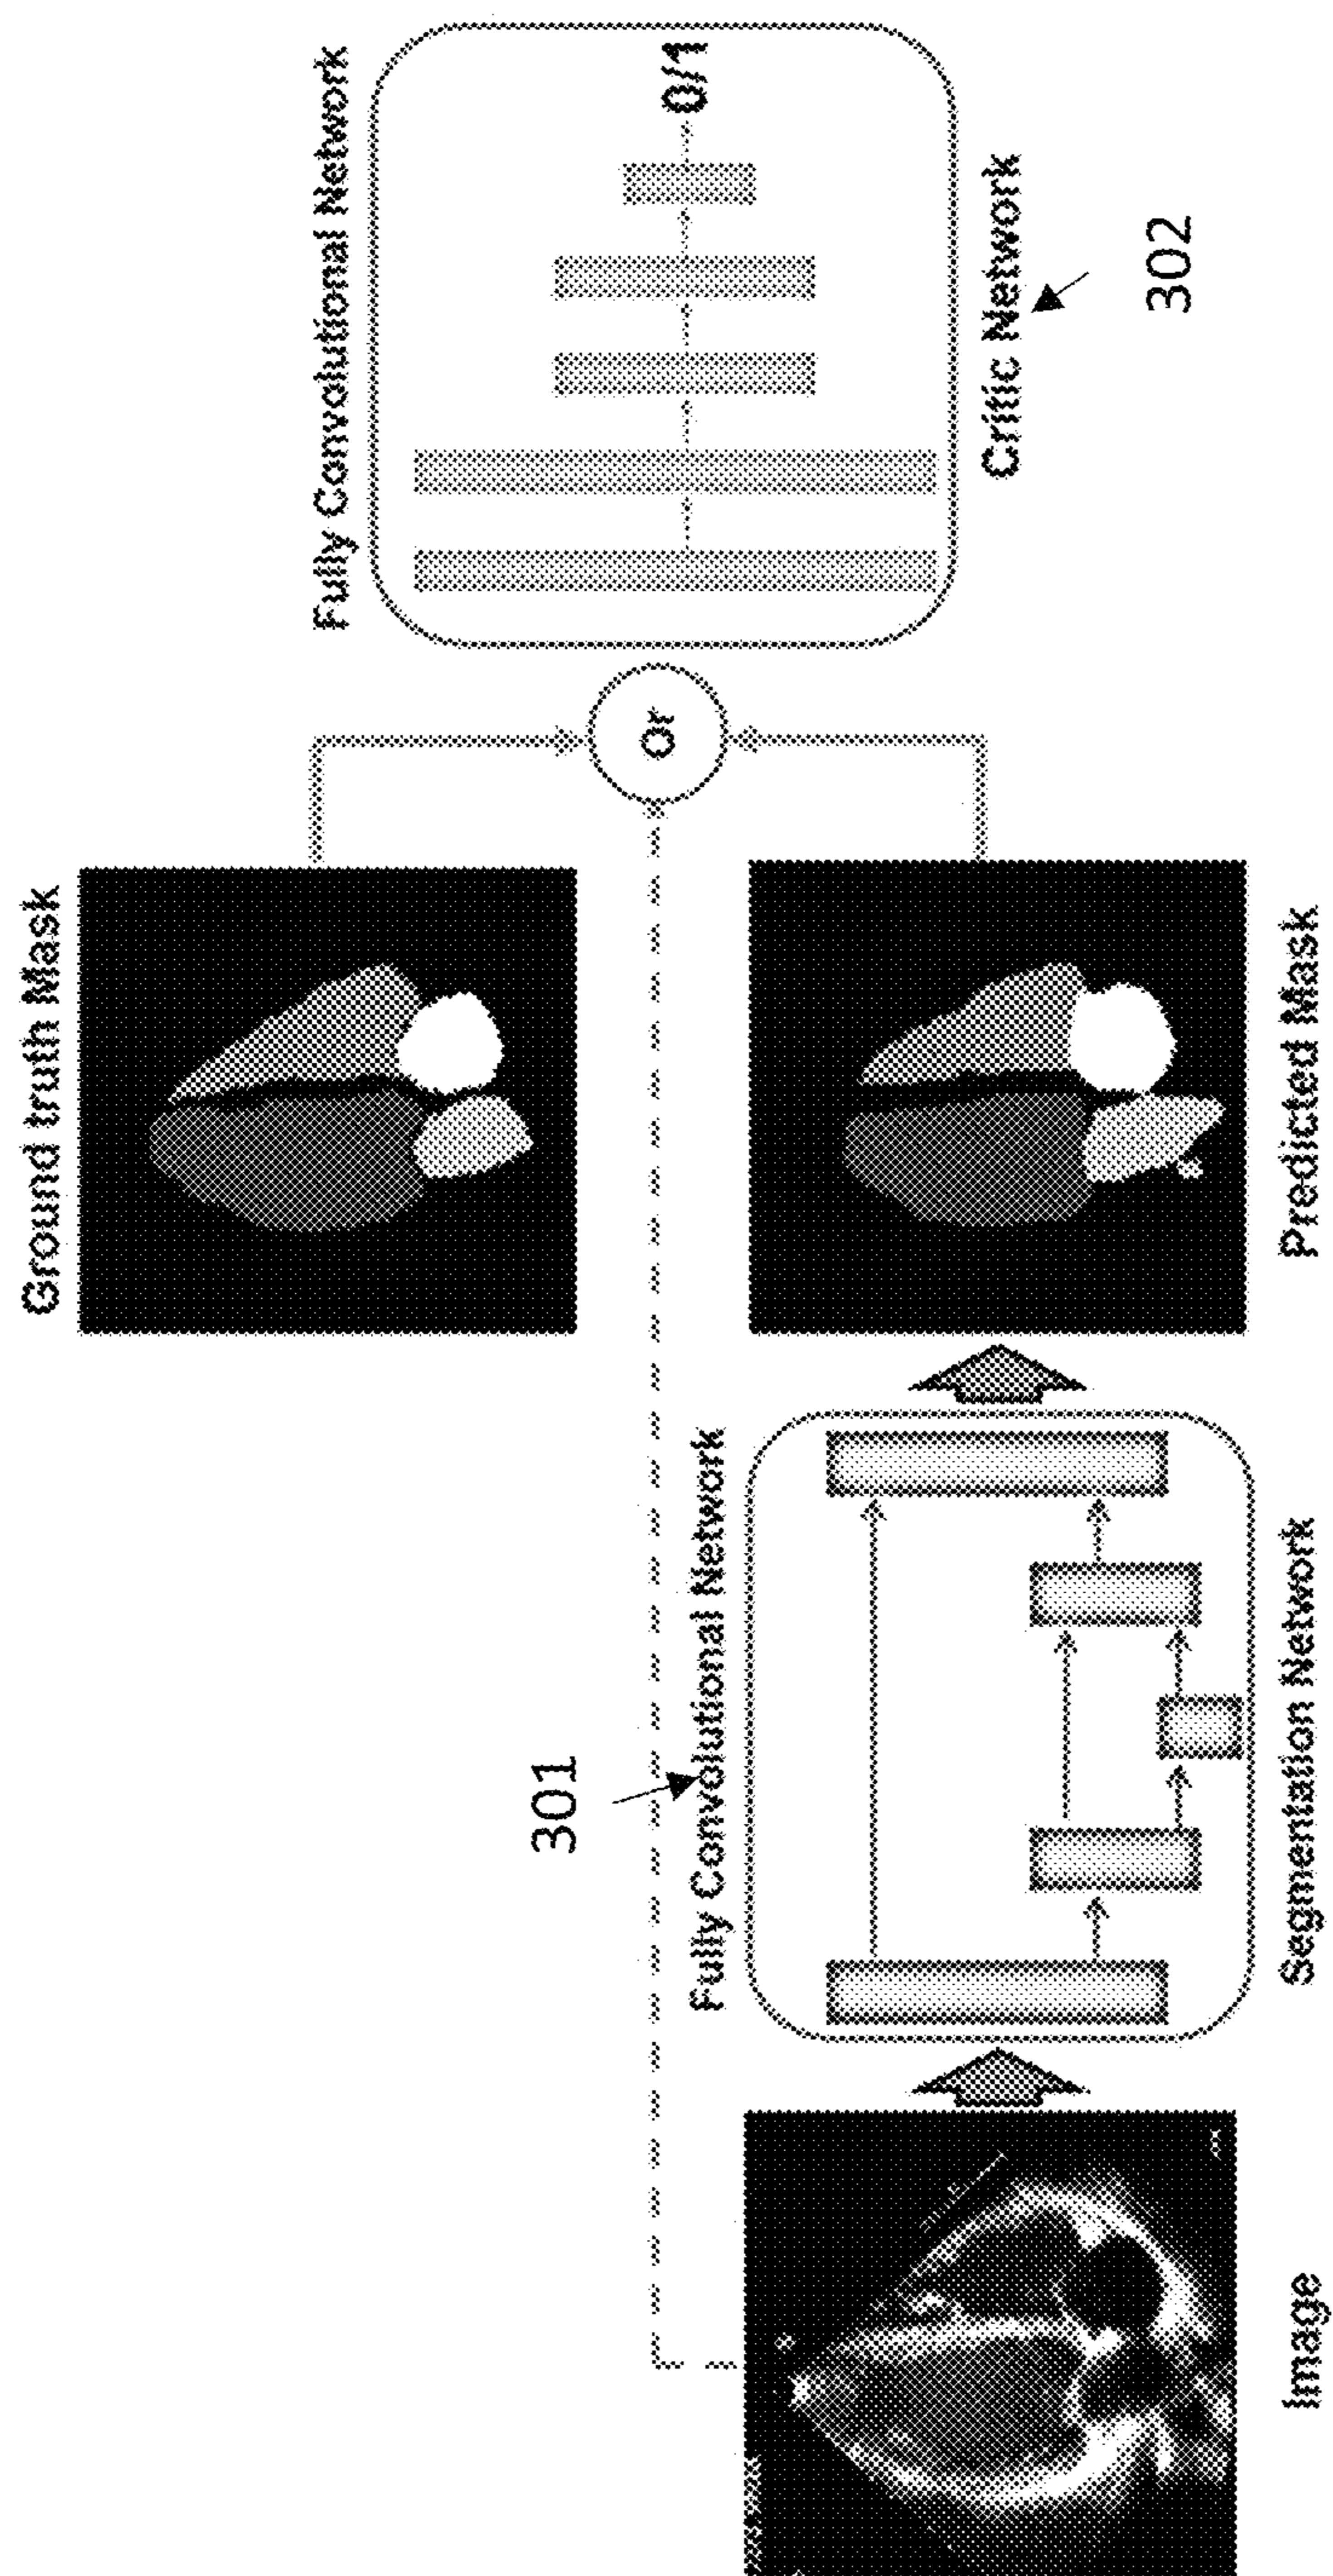 Ground truth Mask
Fully Convolutional Network
or
0/1
Critic Network
302
301
Fully Convolutional Network
Image
Segmentation Network
Predicted Mask